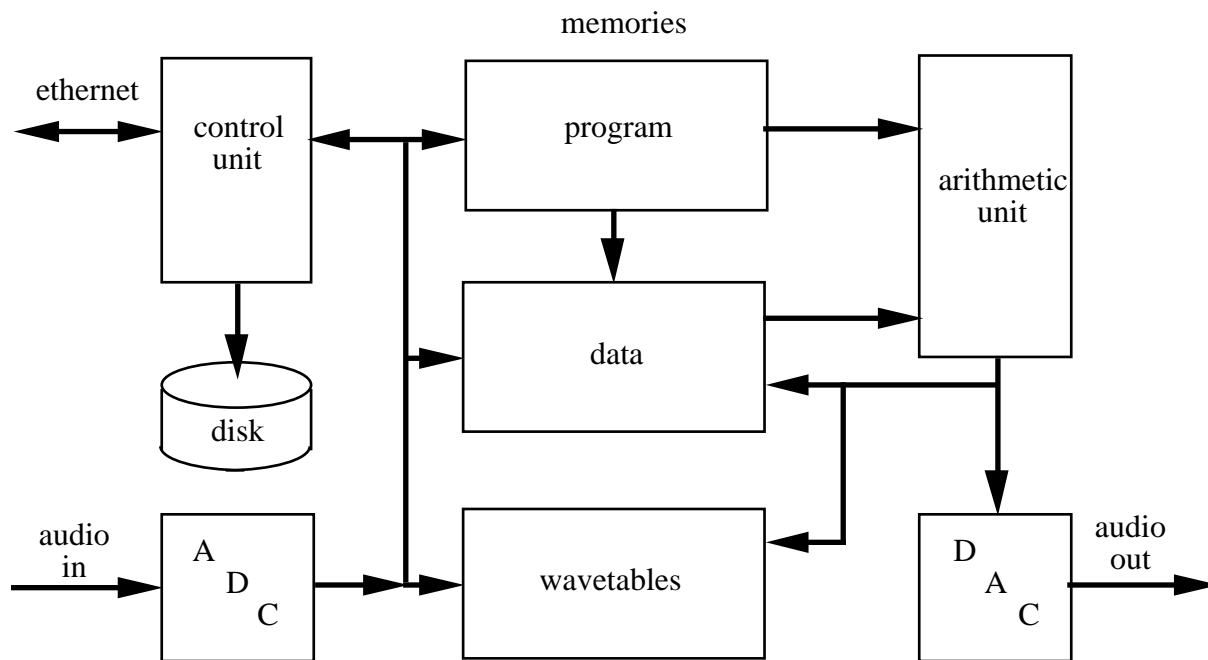 memories
ethernet
control
unit
program
arithmetic
unit
data
disk
audio
in
A
D
C
wavetables
D
A
C
audio
out